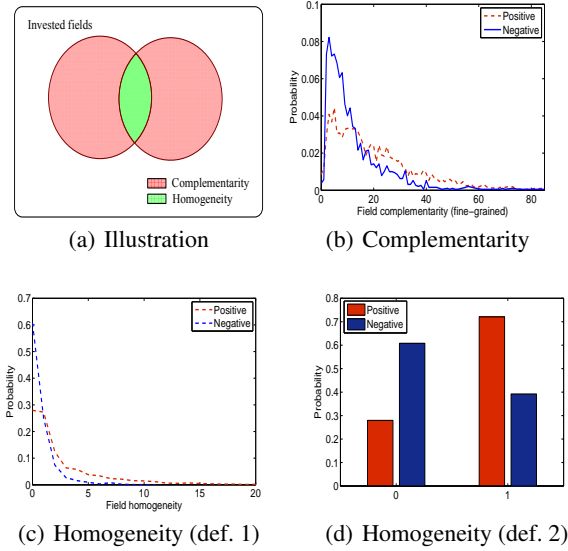 Invested fields
Complementarity
Homogeneity
(a) Illustration
0.1
0.08
0.06
0.04
0.02
0
Probability
Positive
Negative
0 20 40 60 80
Field complementarity (fine-grained)
(b) Complementarity
0.7
0.6
0.5
0.4
0.3
0.2
0.1
0
Probability
Positive
Negative
0 5 10 15 20
Field homogeneity
(c) Homogeneity (def. 1)
0.8
0.7
0.6
0.5
0.4
0.3
0.2
0.1
0
Probability
Positive
Negative
0 1
(d) Homogeneity (def. 2)